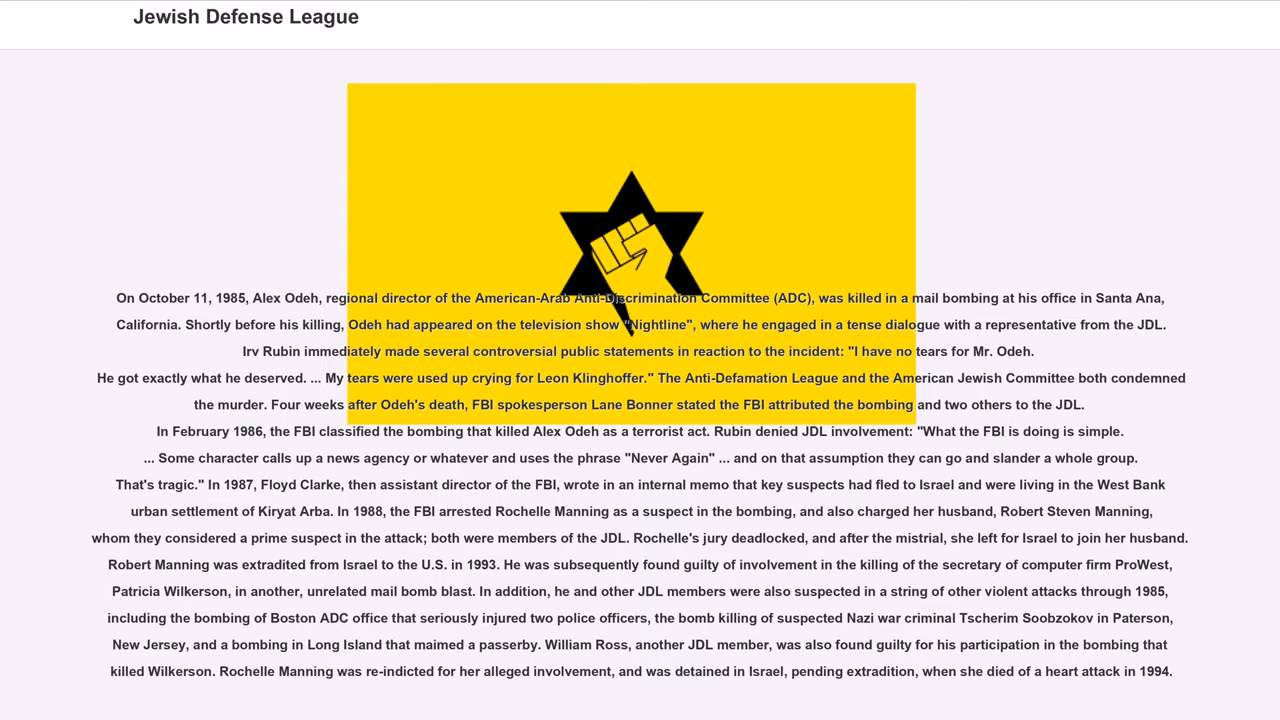 Jewish Defense League
On October 11, 1985, Alex Odeh, regional director of the American-Arab Anti-Discrimination Committee (ADC), was killed in a mail bombing at his office in Santa Ana,
California. Shortly before his killing, Odeh had appeared on the television show "Nightline", where he engaged in a tense dialogue with a representative from the JDL.
Irv Rubin immediately made several controversial public statements in reaction to the incident: "I have no tears for Mr. Odeh.
He got exactly what he deserved. ... My tears were used up crying for Leon Klinghoffer." The Anti-Defamation League and the American Jewish Committee both condemned
the murder. Four weeks after Odeh's death, FBI spokesperson Lane Bonner stated the FBI attributed the bombing and two others to the JDL.
In February 1986, the FBI classified the bombing that killed Alex Odeh as a terrorist act. Rubin denied JDL involvement: "What the FBI is doing is simple.
... Some character calls up a news agency or whatever and uses the phrase "Never Again" ... and on that assumption they can go and slander a whole group.
That's tragic." In 1987, Floyd Clarke, then assistant director of the FBI, wrote in an internal memo that key suspects had fled to Israel and were living in the West Bank
urban settlement of Kiryat Arba. In 1988, the FBI arrested Rochelle Manning as a suspect in the bombing, and also charged her husband, Robert Steven Manning,
whom they considered a prime suspect in the attack; both were members of the JDL. Rochelle's jury deadlocked, and after the mistrial, she left for Israel to join her husband.
Robert Manning was extradited from Israel to the U.S. in 1993. He was subsequently found guilty of involvement in the killing of the secretary of computer firm ProWest,
Patricia Wilkerson, in another, unrelated mail bomb blast. In addition, he and other JDL members were also suspected in a string of other violent attacks through 1985,
including the bombing of Boston ADC office that seriously injured two police officers, the bomb killing of suspected Nazi war criminal Tscherim Soobzokov in Paterson,
New Jersey, and a bombing in Long Island that maimed a passerby. William Ross, another JDL member, was also found guilty for his participation in the bombing that
killed Wilkerson. Rochelle Manning was re-indicted for her alleged involvement, and was detained in Israel, pending extradition, when she died of a heart attack in 1994.